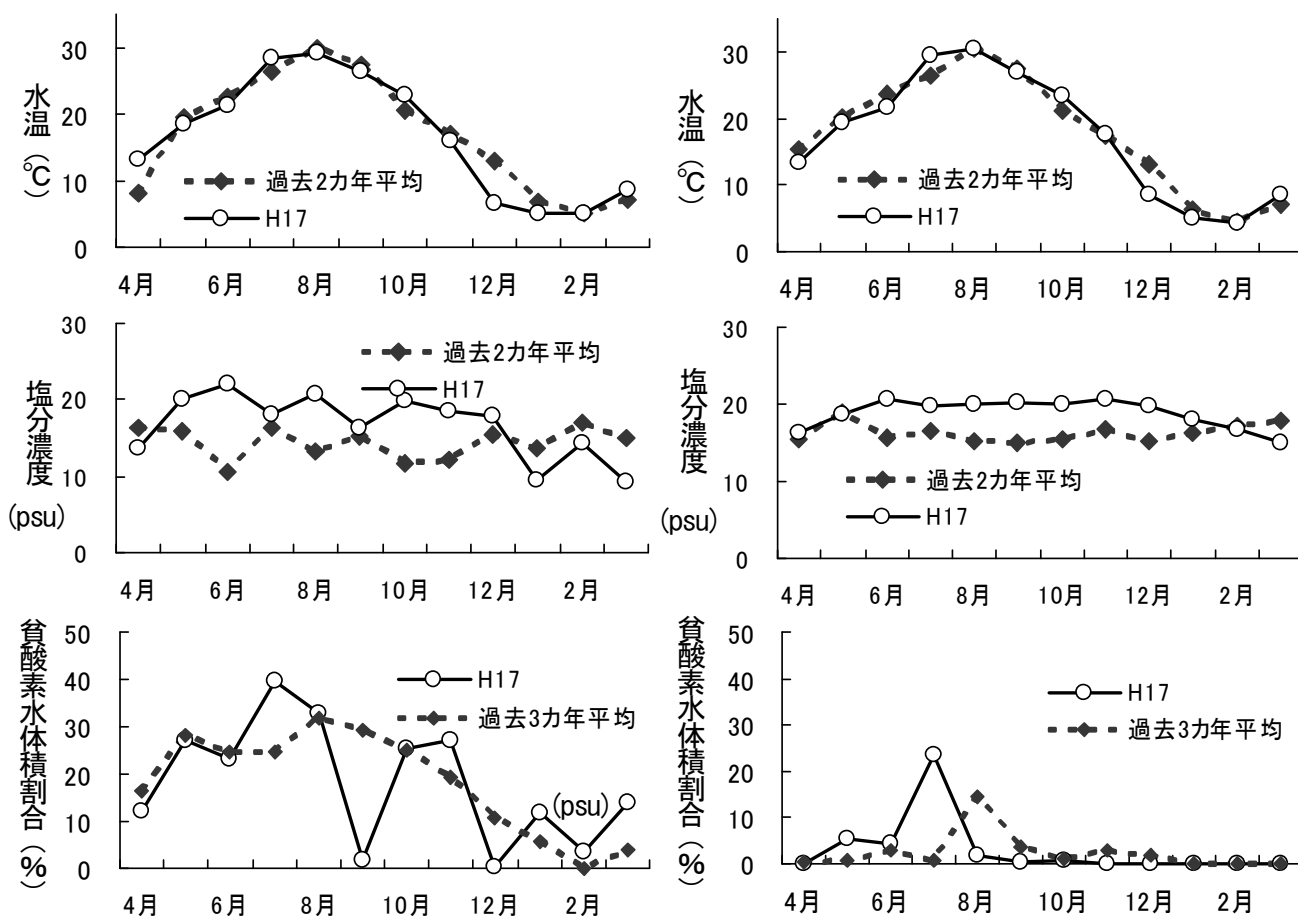 水温(℃)
30
20
10
0
過去2カ年平均
H17
4月 6月 8月 10月 12月 2月
水温(℃)
30
20
10
0
過去2カ年平均
H17
4月 6月 8月 10月 12月 2月
塩分濃度
(psu)
30
20
10
0
過去2カ年平均
H17
4月 6月 8月 10月 12月 2月
塩分濃度
(psu)
30
20
10
0
過去2カ年平均
H17
4月 6月 8月 10月 12月 2月
貧酸素水体積割合(%)
50
40
30
20
10
0
H17
過去3カ年平均
(psu)
4月 6月 8月 10月 12月 2月
貧酸素水体積割合(%)
50
40
30
20
10
0
H17
過去3カ年平均
4月 6月 8月 10月 12月 2月